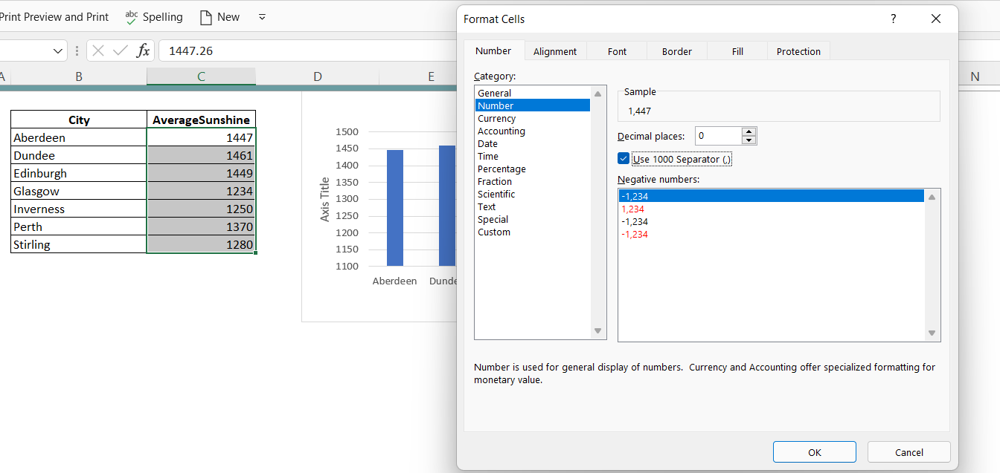 Print Preview and Print abc Spelling New
Format Cells ?
fx 1447.26
Number Alignment Font Border Fill Protection
A B C D E N
Category:
General
Number
Currency
Accounting
Date
Time
Percentage
Fraction
Scientific
Text
Special
Custom
Sample
1,447
Decimal places: 0
Use 1000 Separator (,)
Negative numbers:
-1,234
1,234
-1,234
-1,234
City AverageSunshine
Aberdeen 1447
Dundee 1461
Edinburgh 1449
Glasgow 1234
Inverness 1250
Perth 1370
Stirling 1280
Axis Title
1500
1450
1400
1350
1300
1250
1200
1150
1100
Aberdeen Dunde
Number is used for general display of numbers. Currency and Accounting offer specialized formatting for
monetary value.
OK Cancel